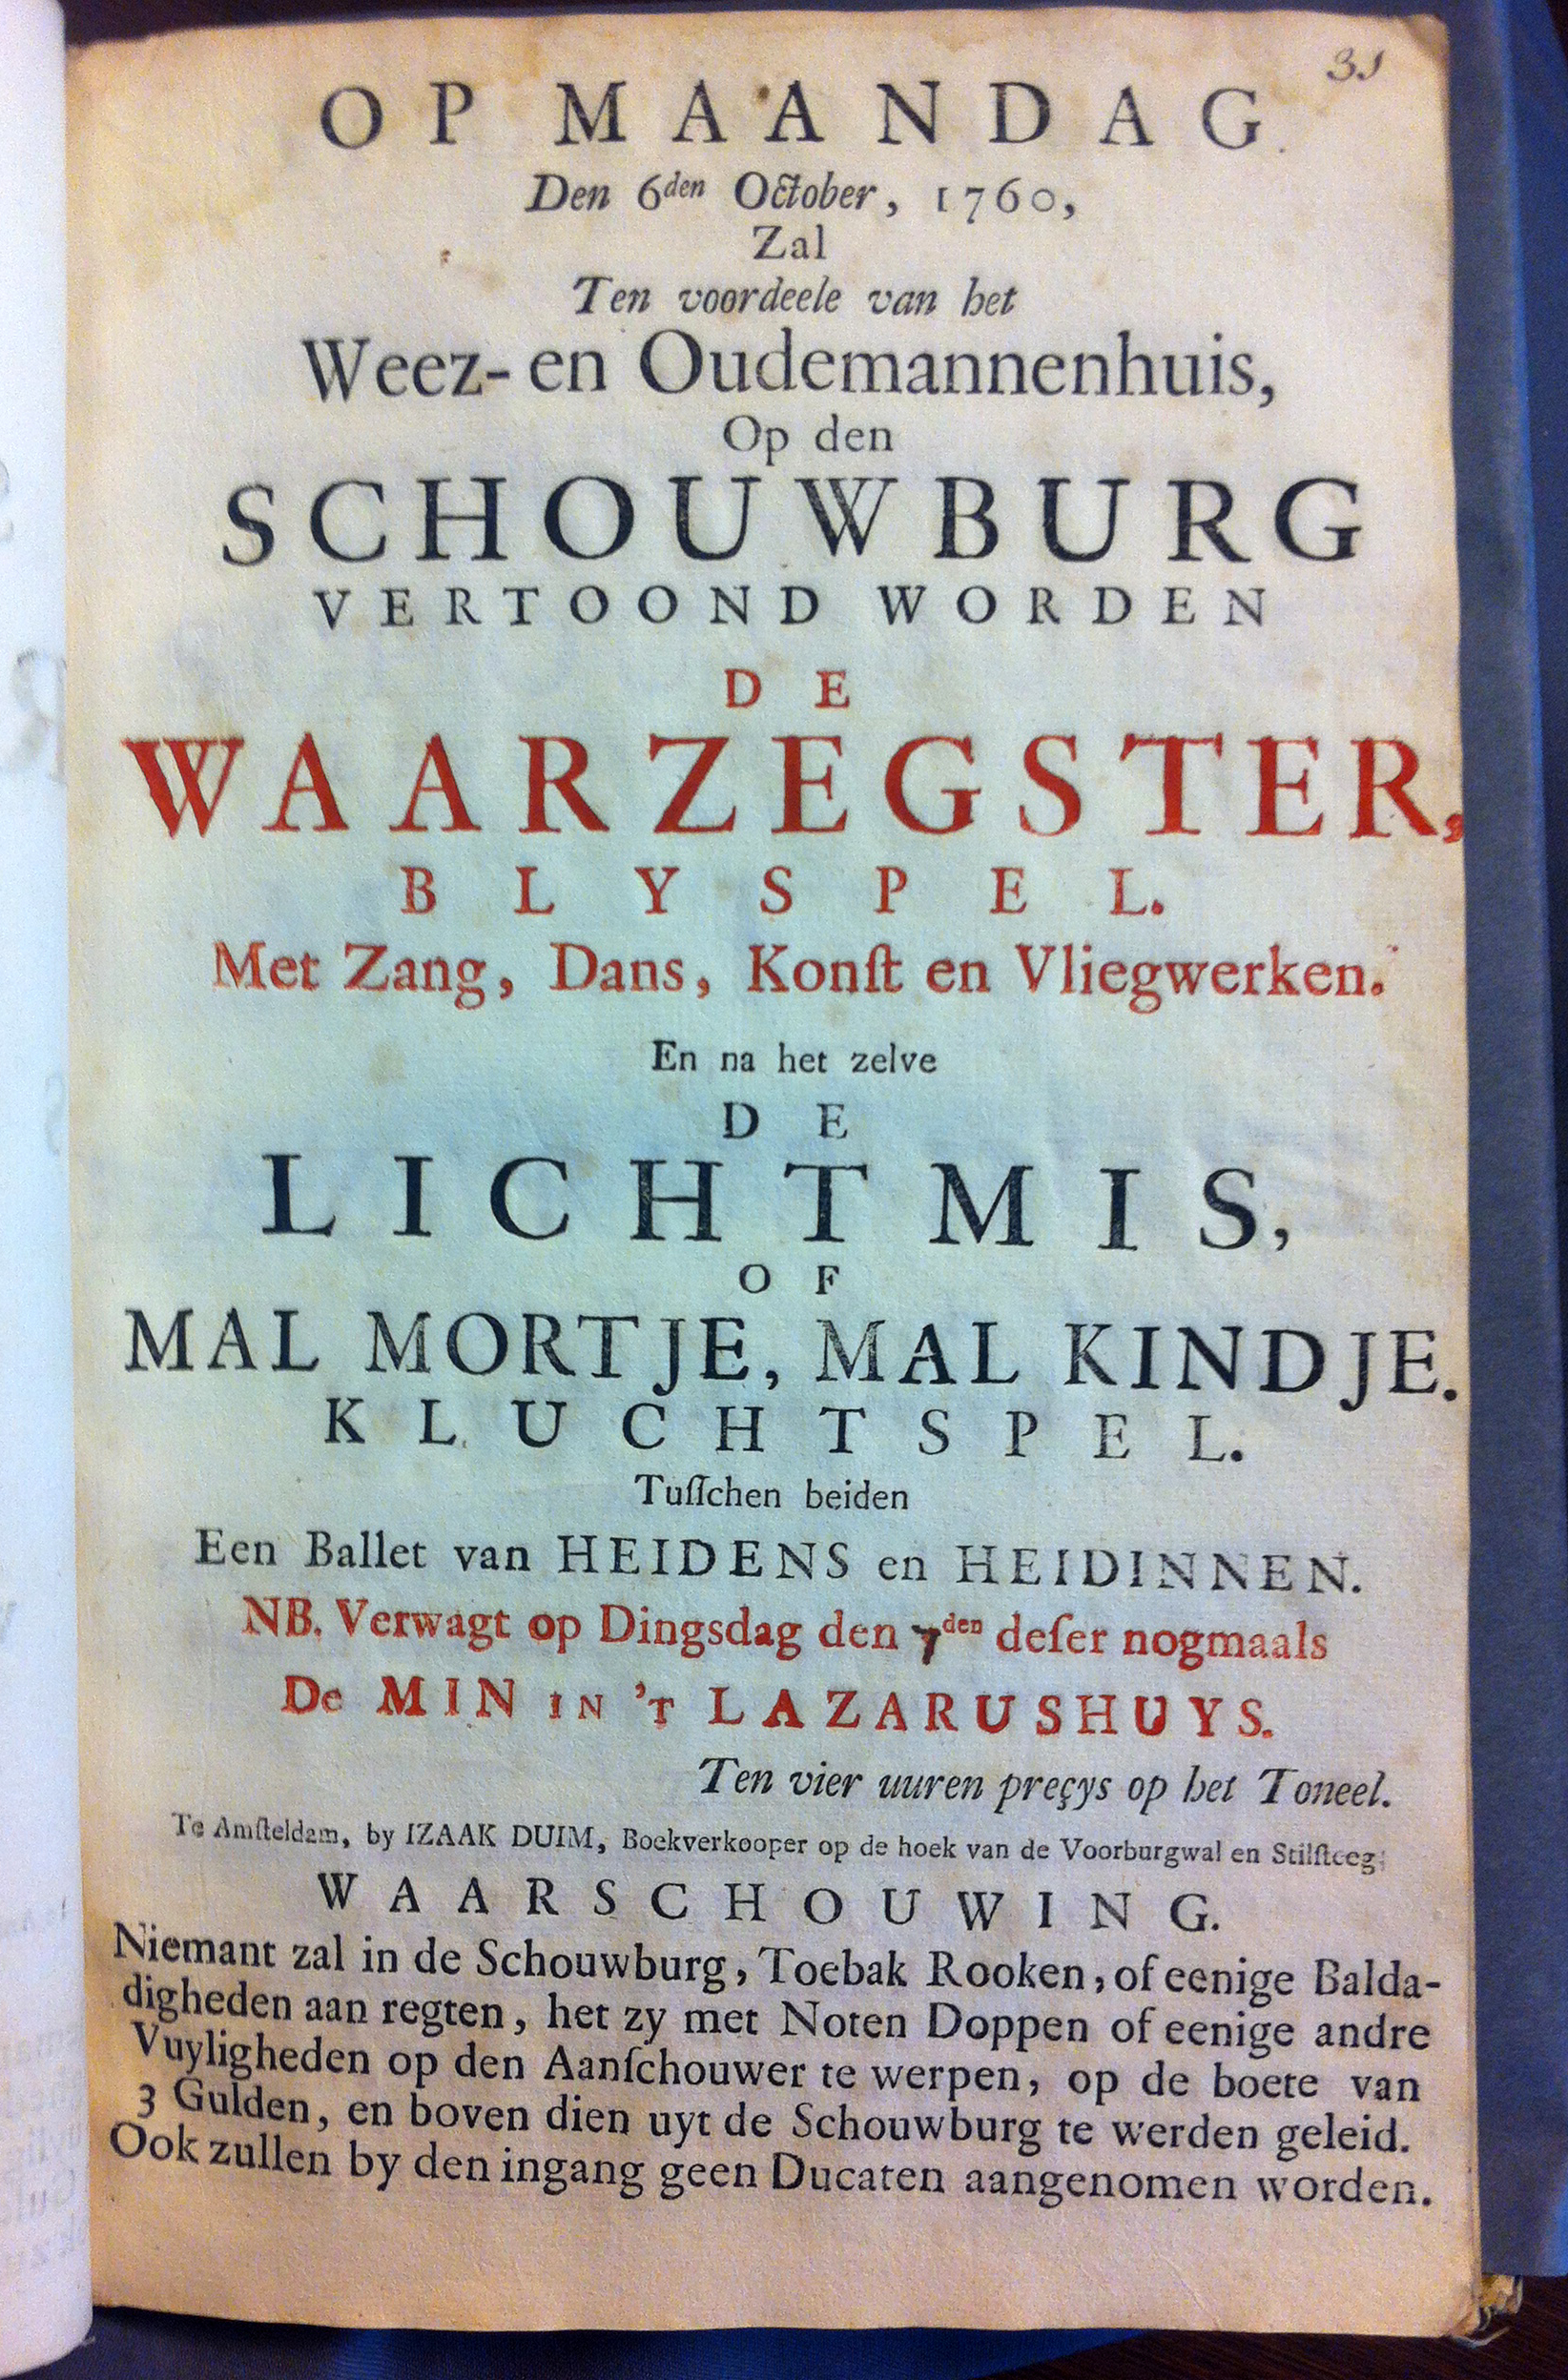 31
OP MAANDAG
Den 6den October, 1760,
Zal
Ten voordeele van het
Weez- en Oudemannenhuis,
Op den
SCHOUWBURG
VERTOOND WORDEN
DE
WAARZEGSTER,
BLYSPEL.
Met Zang, Dans, Konſt en Vliegwerken.
En na het zelve
DE
LICHTMIS,
OF
MAL MORTJE, MAL KINDJE.
KLUCHTSPEL.
Tuſſchen beiden
Een Ballet van HEIDENS en HEIDINNEN.
NB. Verwagt op Dingsdag den 7den deſer nogmaals
De MIN IN 'T LAZARUSHUYS.
Ten vier uuren preçys op het Toneel.
Te Amſteldam, by IZAAK DUIM, Boekverkooper op de hoek van de Voorburgwal en Stilſteeg:
WAARSCHOUWING.
Niemant zal in de Schouwburg, Toebak Rooken, of eenige Balda-
digheden aan regten, het zy met Noten Doppen of eenige andre
Vuyligheden op den Aanſchouwer te werpen, op de boete van
3 Gulden, en boven dien uyt de Schouwburg te werden geleid.
Ook zullen by den ingang geen Ducaten aangenomen worden.